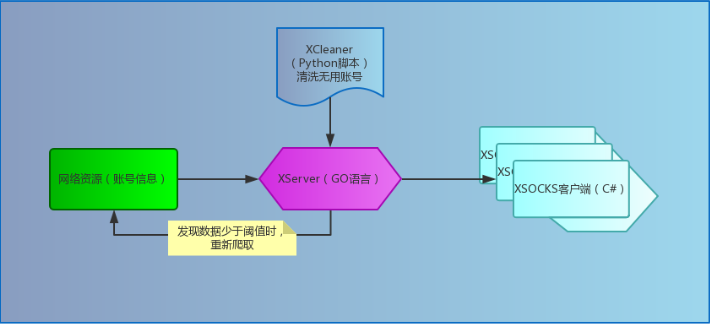 XCleaner
（Python脚本）
清洗无用账号
网络资源（账号信息）
XServer（GO语言）
XSO
XSO
XSOCKS客户端（C#）
发现数据少于阈值时，
重新爬取